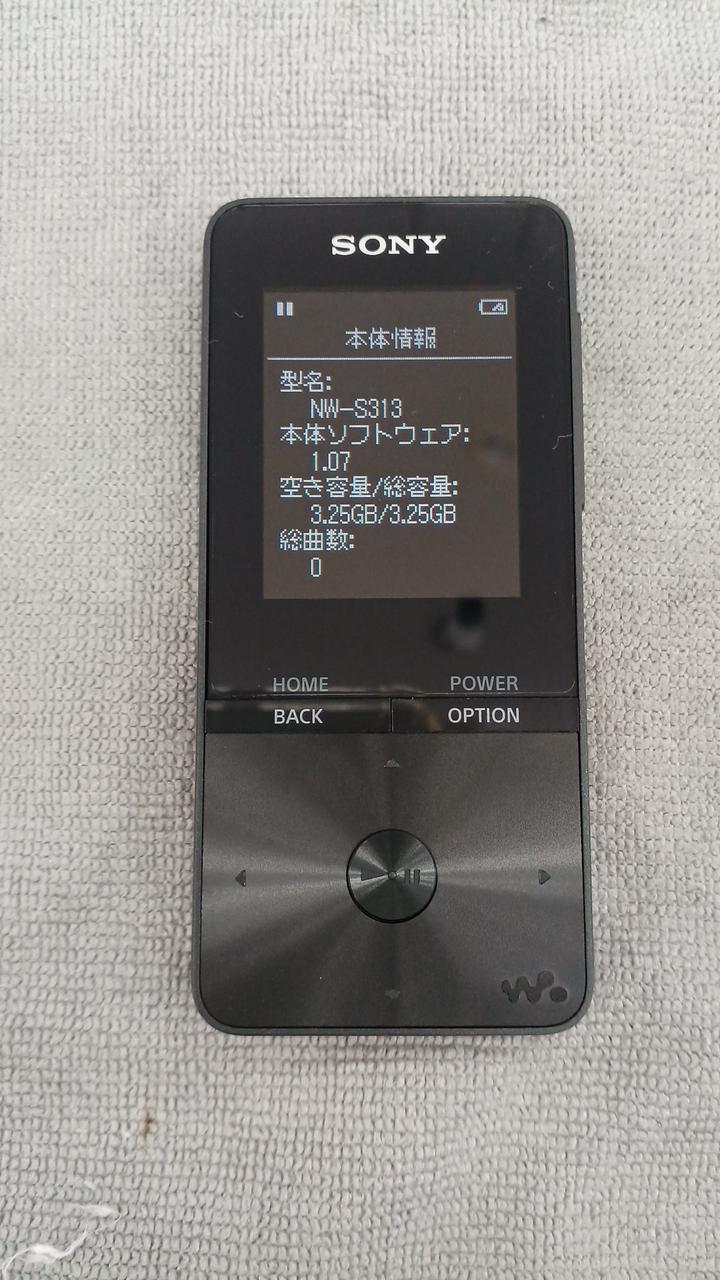 SONY
本体情報
型名:
NW-S313
本体ソフトウェア:
1.07
空き容量/総容量:
3.25GB/3.25GB
総曲数:
0
HOME POWER
BACK OPTION
W.